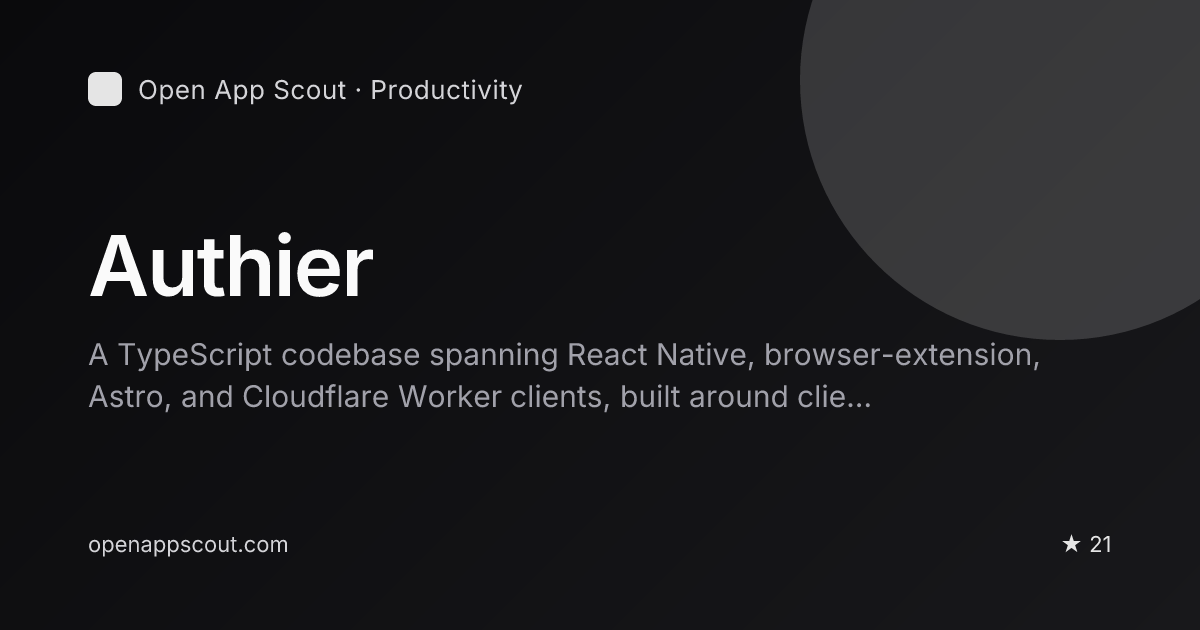 Open App Scout · Productivity
Authier
A TypeScript codebase spanning React Native, browser-extension,
Astro, and Cloudflare Worker clients, built around clie...
openappscout.com
★ 21